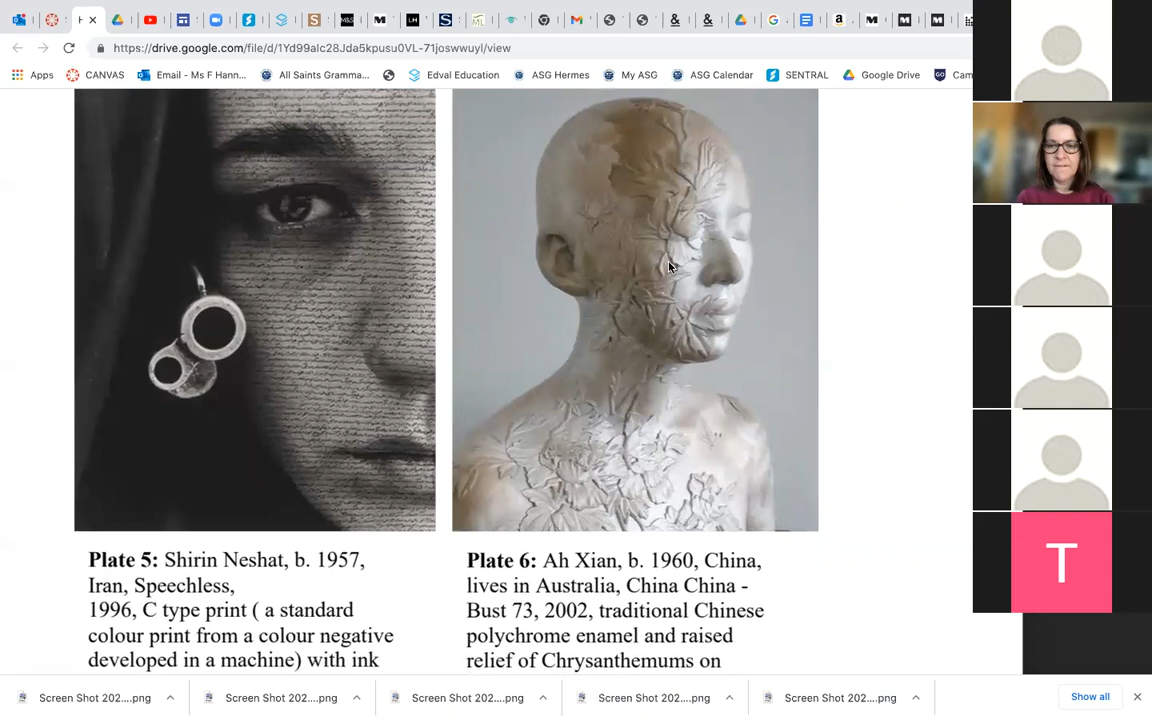 H
https://drive.google.com/file/d/1Yd99alc28Jda5kpusu0VL-71joswwuyl/view
Apps
CANVAS
Email - Ms F Hann...
All Saints Gramma...
Edval Education
ASG Hermes
My ASG
ASG Calendar
SENTRAL
Google Drive
Cam
Plate 5: Shirin Neshat, b. 1957,
Iran, Speechless,
1996, C type print ( a standard
colour print from a colour negative
developed in a machine) with ink
Plate 6: Ah Xian, b. 1960, China,
lives in Australia, China China -
Bust 73, 2002, traditional Chinese
polychrome enamel and raised
relief of Chrysanthemums on
T
Screen Shot 202....png
Screen Shot 202....png
Screen Shot 202....png
Screen Shot 202....png
Screen Shot 202....png
Show all